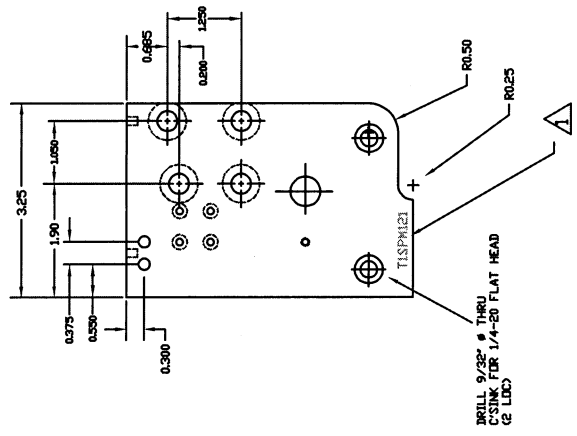 3.25
1.050
1.90
0.375
0.550
0.300
0.885
0.200
1.250
R0.50
R0.25
1
T1SPM121
DRILL 9/32" ø THRU
C'SINK FOR 1/4-20 FLAT HEAD
(2 LOC)